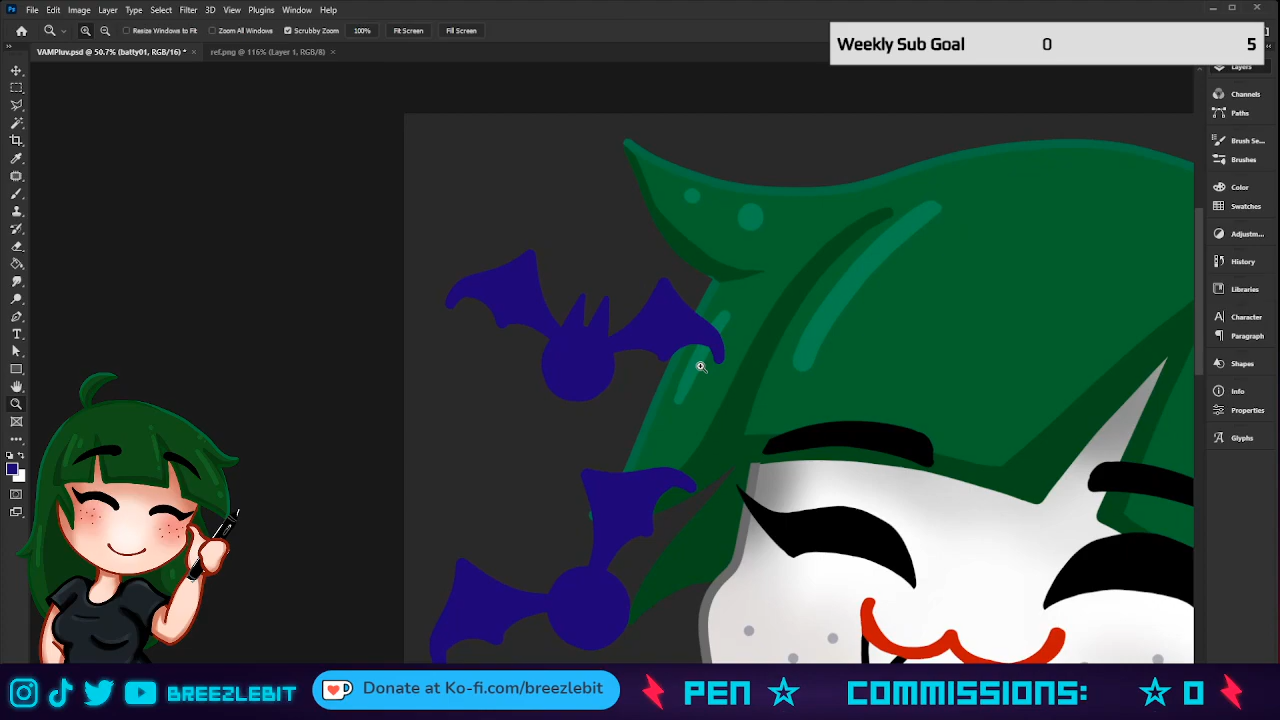 Ps File Edit Image Layer Type Select Filter 3D View Plugins Window Help
Resize Windows to Fit Zoom All Windows Scrubby Zoom 100% Fit Screen Fill Screen
VAMPluv.psd @ 50.7% (batty01, RGB/16) * × ref.png @ 116% (Layer 1, RGB/8) ×
Weekly Sub Goal 0 5
Layers
Channels
Paths
Brush Se...
Brushes
Color
Swatches
Adjustm...
History
Libraries
Character
Paragraph
Shapes
Info
Properties
Glyphs
BREEZLEBIT Donate at Ko-fi.com/breezlebit PEN COMMISSIONS: 0